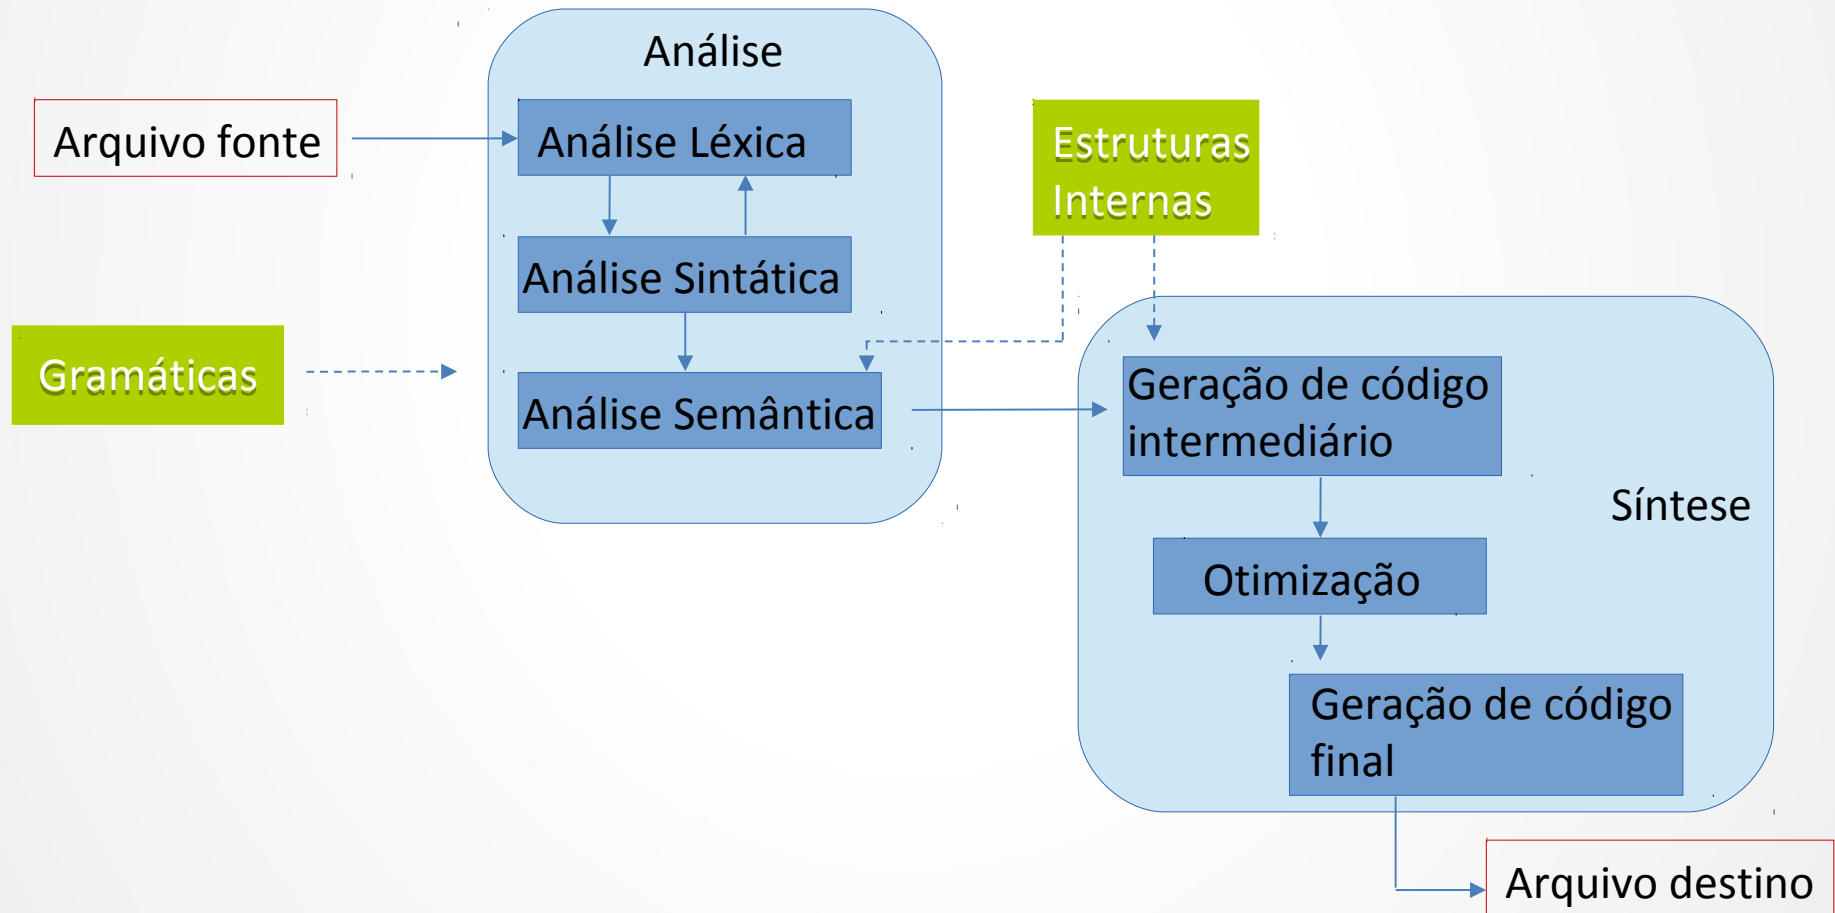 Análise
Arquivo fonte
Análise Léxica
Estruturas
Internas
Análise Sintática
Gramáticas
Análise Semântica
Geração de código
intermediário
Síntese
Otimização
Geração de código
final
Arquivo destino